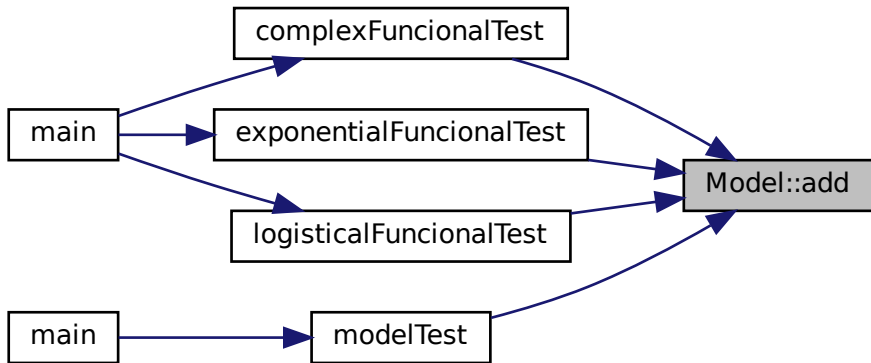 complexFuncionalTest
main
exponentialFuncionalTest
Model::add
logisticalFuncionalTest
main
modelTest